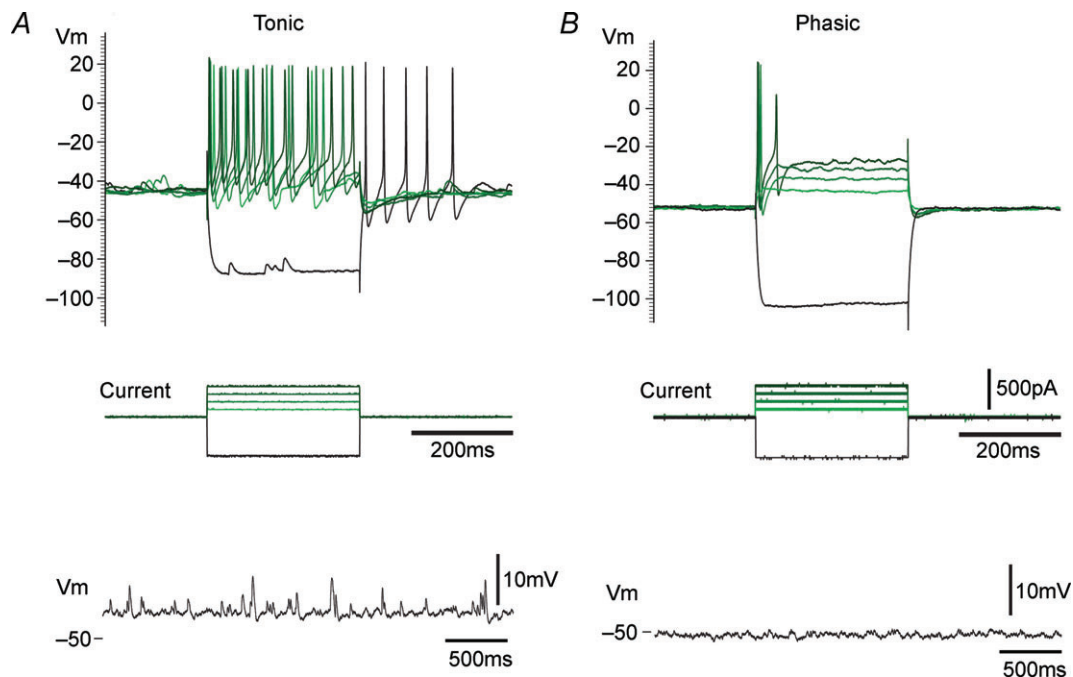 A
Tonic
Vm
20
0
–20
–40
–60
–80
–100
Current
200ms
Vm
10mV
–50
500ms
B
Phasic
Vm
20
0
–20
–40
–60
–80
–100
Current
500pA
200ms
Vm
10mV
–50
500ms